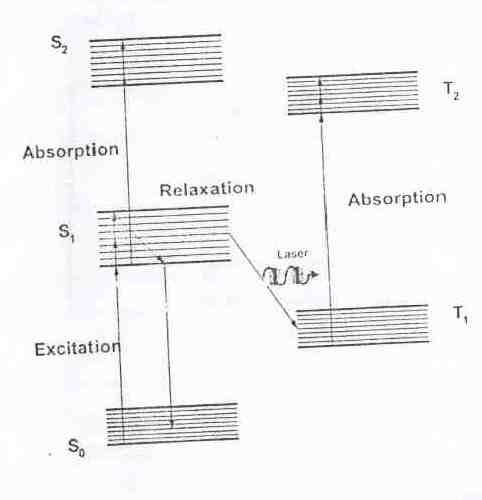 S2
T2
Absorption
Relaxation
Absorption
S1
Laser
T1
Excitation
S0